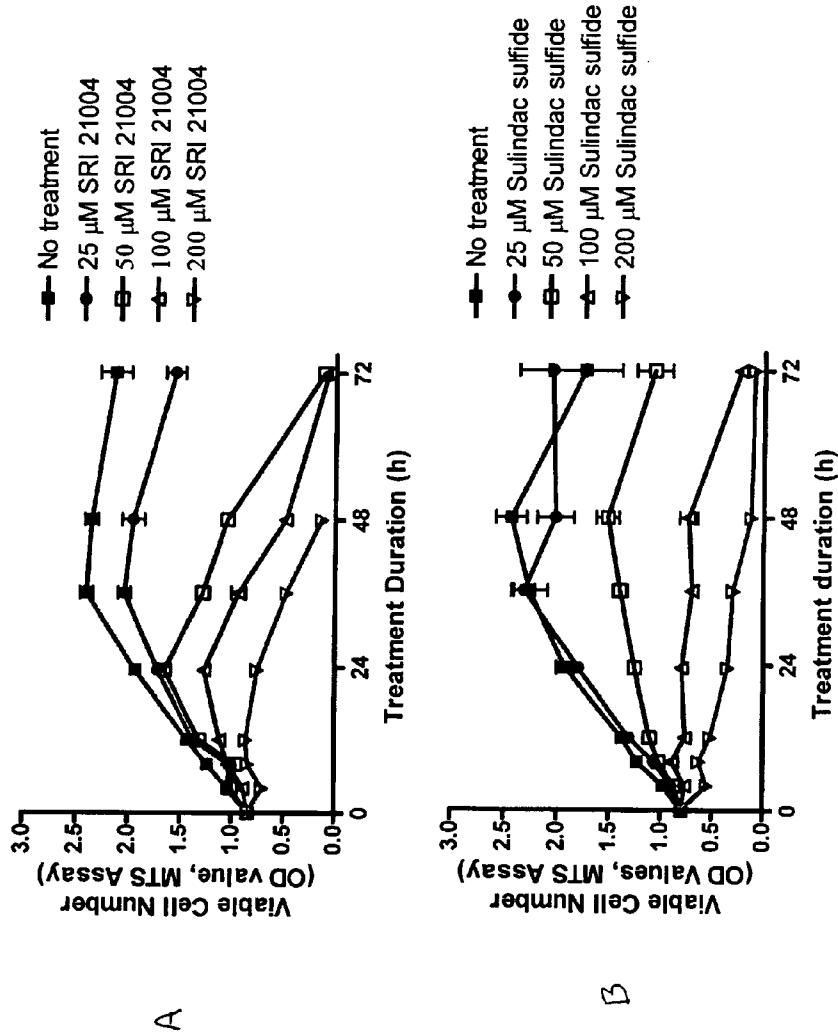 A
Viable Cell Number
(OD value, MTS Assay)
3.0
2.5
2.0
1.5
1.0
0.5
0.0
0
24
48
72
Treatment Duration (h)
No treatment
25 μM SRI 21004
50 μM SRI 21004
100 μM SRI 21004
200 μM SRI 21004
B
Viable Cell Number
(OD Values, MTS Assay)
3.0
2.5
2.0
1.5
1.0
0.5
0.0
0
24
48
72
Treatment duration (h)
No treatment
25 μM Sulindac sulfide
50 μM Sulindac sulfide
100 μM Sulindac sulfide
200 μM Sulindac sulfide